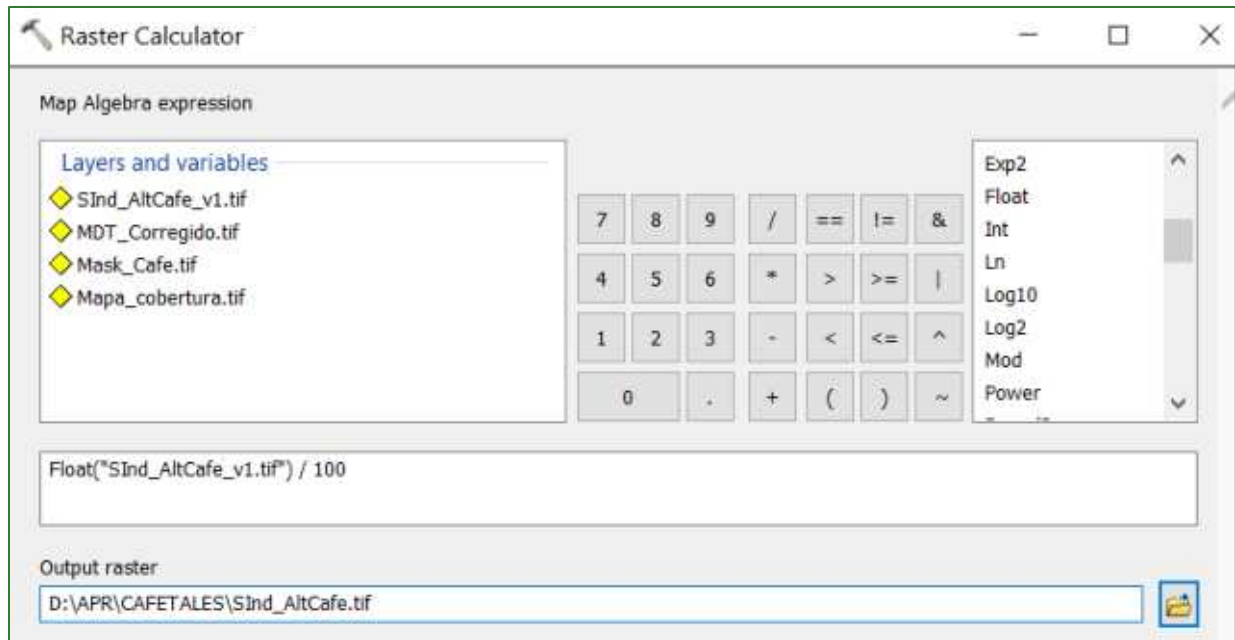 Raster Calculator
Map Algebra expression
Layers and variables
SInd_AltCafe_v1.tif
MDT_Corregido.tif
Mask_Cafe.tif
Mapa_cobertura.tif
7 8 9 / == != &
4 5 6 * > >= |
1 2 3 - < <= ^
0 . + ( ) ~
Exp2
Float
Int
Ln
Log10
Log2
Mod
Power
Float("SInd_AltCafe_v1.tif") / 100
Output raster
D:\APR\CAFETALES\SInd_AltCafe.tif